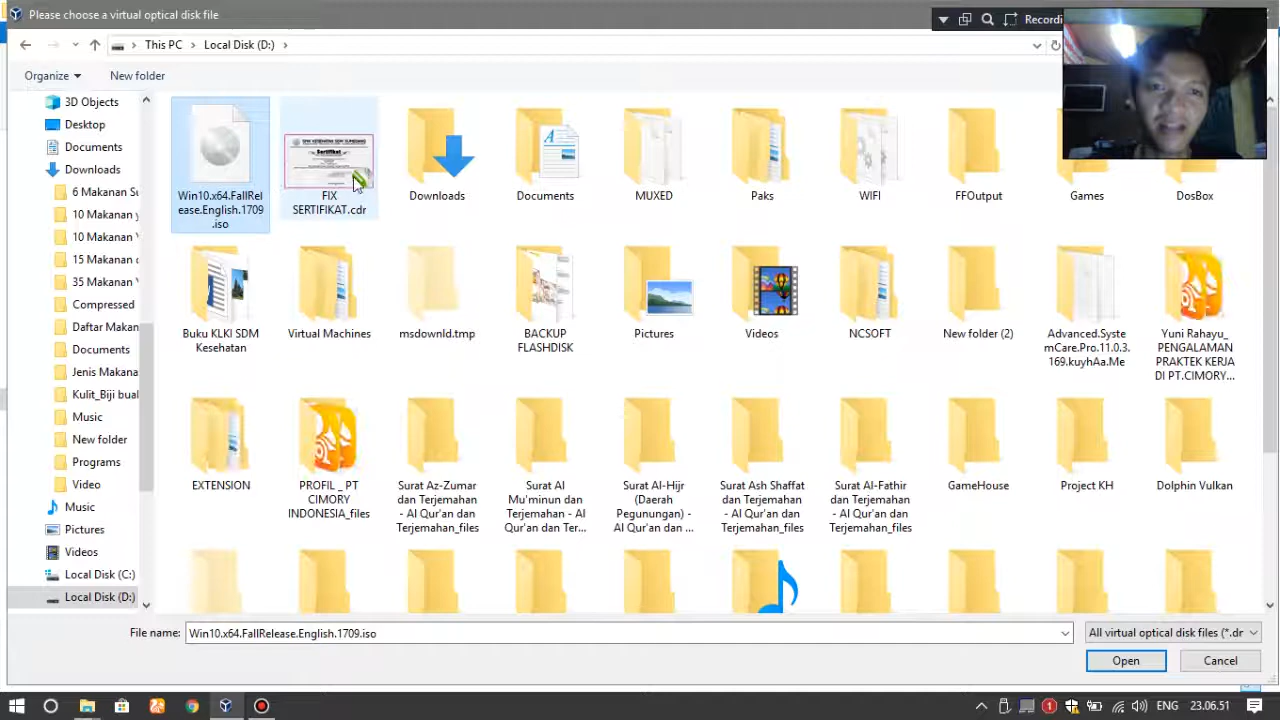 Please choose a virtual optical disk file
Recordi
This PC
Local Disk (D:)
Organize
New folder
3D Objects
Desktop
Documents
Downloads
6 Makanan Su
10 Makanan y
10 Makanan Y
15 Makanan d
35 Makanan
Compressed
Daftar Makan
Documents
Jenis Makana
Kulit_Biji bual
Music
New folder
Programs
Video
Music
Pictures
Videos
Local Disk (C:)
Local Disk (D:)
Win10.x64.FallRel
ease.English.1709
.iso
FIX
SERTIFIKAT.cdr
Downloads
Documents
MUXED
Paks
WIFI
FFOutput
Games
DosBox
Buku KLKI SDM
Kesehatan
Virtual Machines
msdownld.tmp
BACKUP
FLASHDISK
Pictures
Videos
NCSOFT
New folder (2)
Advanced.Syste
mCare.Pro.11.0.3.
169.kuyhAa.Me
Yuni Rahayu_
PENGALAMAN
PRAKTEK KERJA
DI PT.CIMORY...
EXTENSION
PROFIL _ PT
CIMORY
INDONESIA_files
Surat Az-Zumar
dan Terjemahan
- Al Qur'an dan
Terjemahan_files
Surat Al
Mu'minun dan
Terjemahan - Al
Qur'an dan Ter...
Surat Al-Hijr
(Daerah
Pegunungan) -
Al Qur'an dan ...
Surat Ash Shaffat
dan Terjemahan
- Al Qur'an dan
Terjemahan_files
Surat Al-Fathir
dan Terjemahan
- Al Qur'an dan
Terjemahan_files
GameHouse
Project KH
Dolphin Vulkan
File name:
Win10.x64.FallRelease.English.1709.iso
All virtual optical disk files (*.dr
Open
Cancel
1
ENG
23.06.51